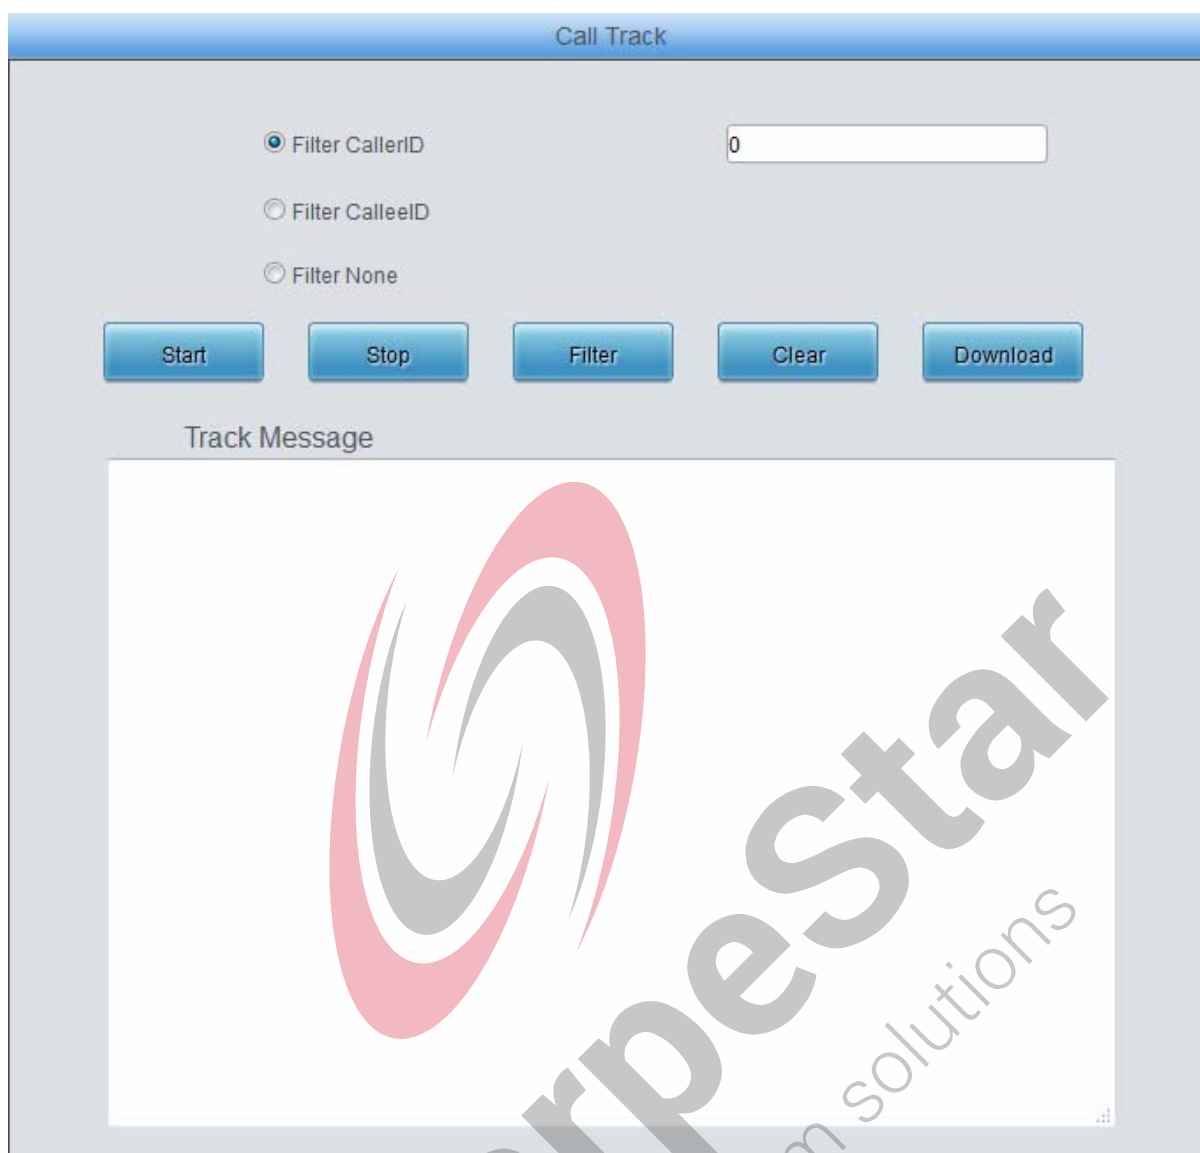 Call Track
Filter CallerID
0
Filter CalleeID
Filter None
Start
Stop
Filter
Clear
Download
Track Message
solutions